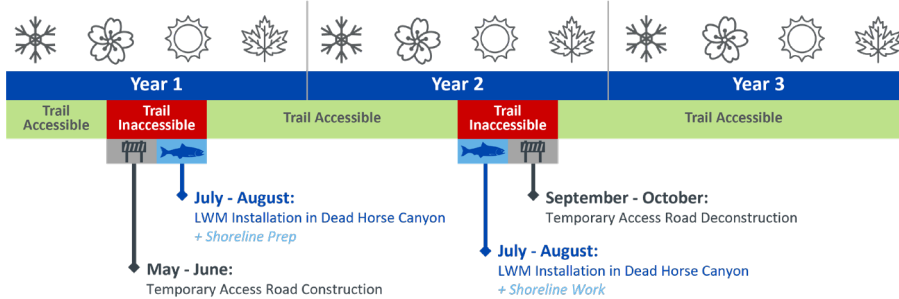 Year 1
Year 2
Year 3
Trail
Accessible
Trail
Inaccessible
Trail Accessible
Trail
Inaccessible
Trail Accessible
July - August:
LWM Installation in Dead Horse Canyon
+ Shoreline Prep
September - October:
Temporary Access Road Deconstruction
May - June:
Temporary Access Road Construction
July - August:
LWM Installation in Dead Horse Canyon
+ Shoreline Work